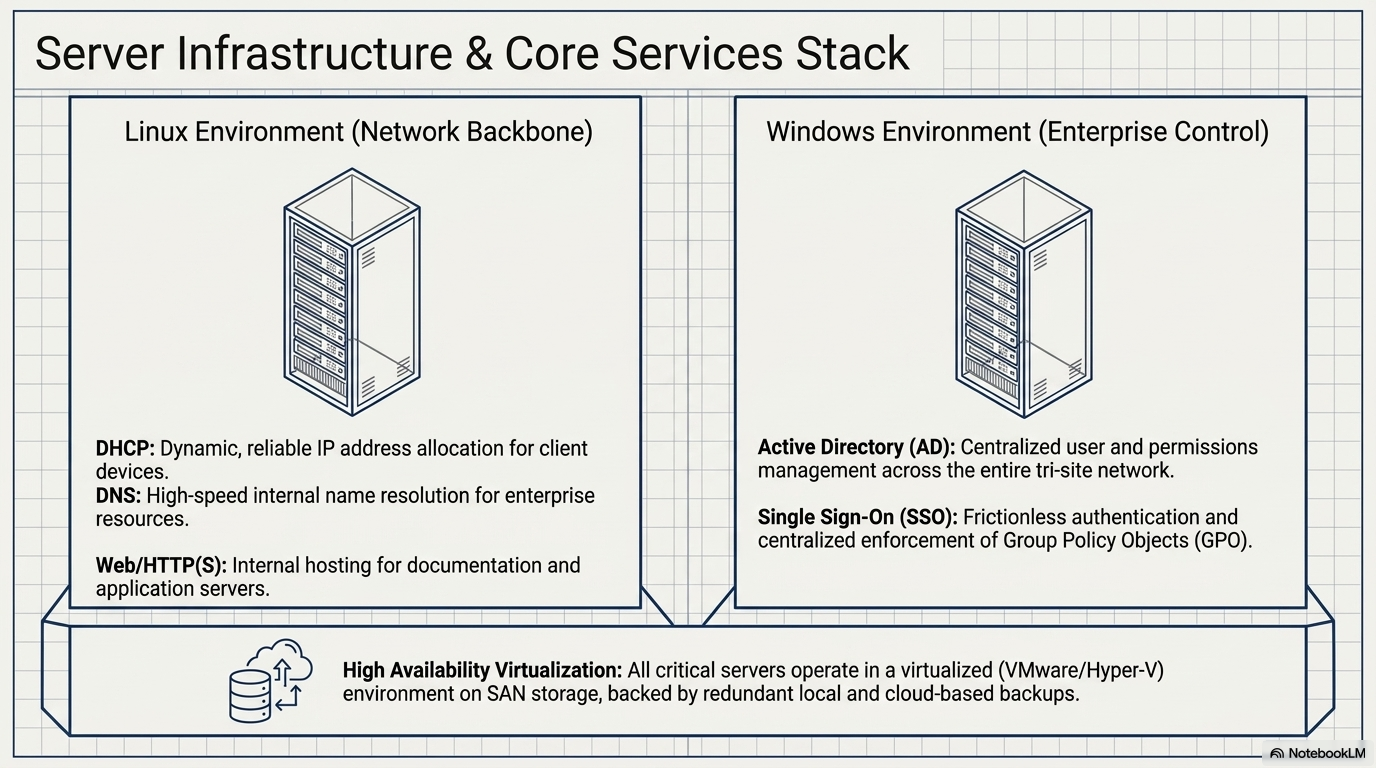 Server Infrastructure & Core Services Stack
Linux Environment (Network Backbone)
DHCP: Dynamic, reliable IP address allocation for client
devices.
DNS: High-speed internal name resolution for enterprise
resources.
Web/HTTP(S): Internal hosting for documentation and
application servers.
Windows Environment (Enterprise Control)
Active Directory (AD): Centralized user and permissions
management across the entire tri-site network.
Single Sign-On (SSO): Frictionless authentication and
centralized enforcement of Group Policy Objects (GPO).
High Availability Virtualization: All critical servers operate in a virtualized (VMware/Hyper-V)
environment on SAN storage, backed by redundant local and cloud-based backups.
NotebookLM